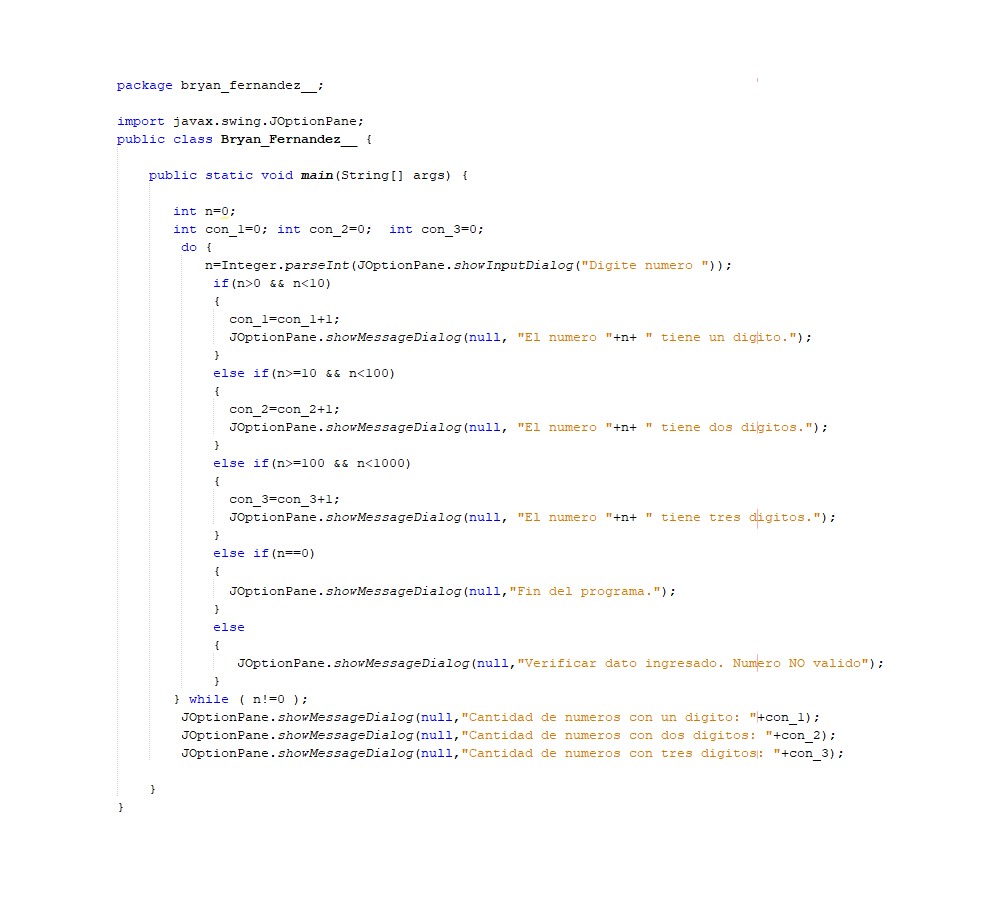 package bryan_fernandez__;
import javax.swing.JOptionPane;
public class Bryan_Fernandez__ {
public static void main(String[] args) {
int n=0;
int con_1=0; int con_2=0;  int con_3=0;
do {
n=Integer.parseInt(JOptionPane.showInputDialog("Digite numero "));
if(n>0 && n<10)
{
con_1=con_1+1;
JOptionPane.showMessageDialog(null, "El numero "+n+ " tiene un digito.");
}
else if(n>=10 && n<100)
{
con_2=con_2+1;
JOptionPane.showMessageDialog(null, "El numero "+n+ " tiene dos digitos.");
}
else if(n>=100 && n<1000)
{
con_3=con_3+1;
JOptionPane.showMessageDialog(null, "El numero "+n+ " tiene tres digitos.");
}
else if(n==0)
{
JOptionPane.showMessageDialog(null,"Fin del programa.");
}
else
{
JOptionPane.showMessageDialog(null,"Verificar dato ingresado. Numero NO valido");
}
} while ( n!=0 );
JOptionPane.showMessageDialog(null,"Cantidad de numeros con un digito: "+con_1);
JOptionPane.showMessageDialog(null,"Cantidad de numeros con dos digitos: "+con_2);
JOptionPane.showMessageDialog(null,"Cantidad de numeros con tres digitos: "+con_3);
}
}